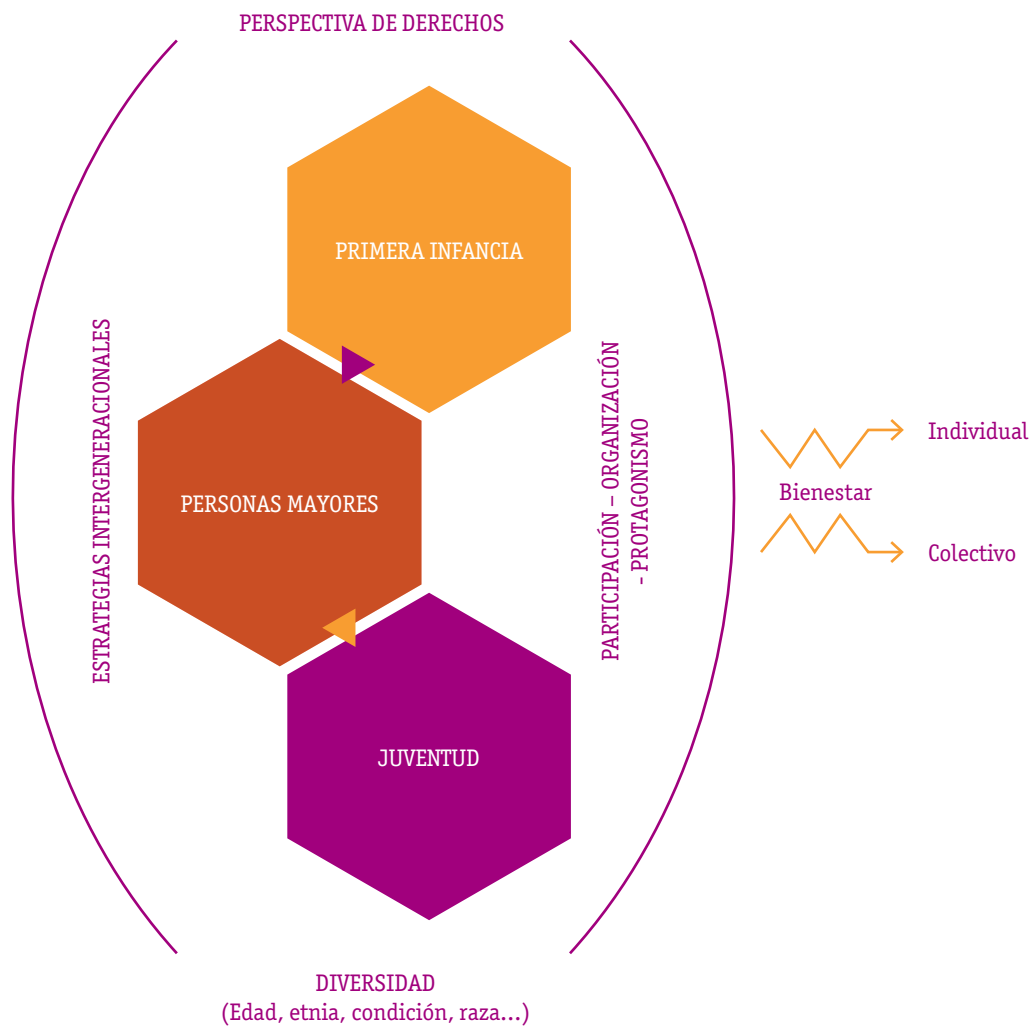 PERSPECTIVA DE DERECHOS
PRIMERA INFANCIA
ESTRATEGIAS INTERGENERACIONALES
PERSONAS MAYORES
PARTICIPACIÓN – ORGANIZACIÓN
- PROTAGONISMO
Individual
Bienestar
Colectivo
JUVENTUD
DIVERSIDAD
(Edad, etnia, condición, raza...)